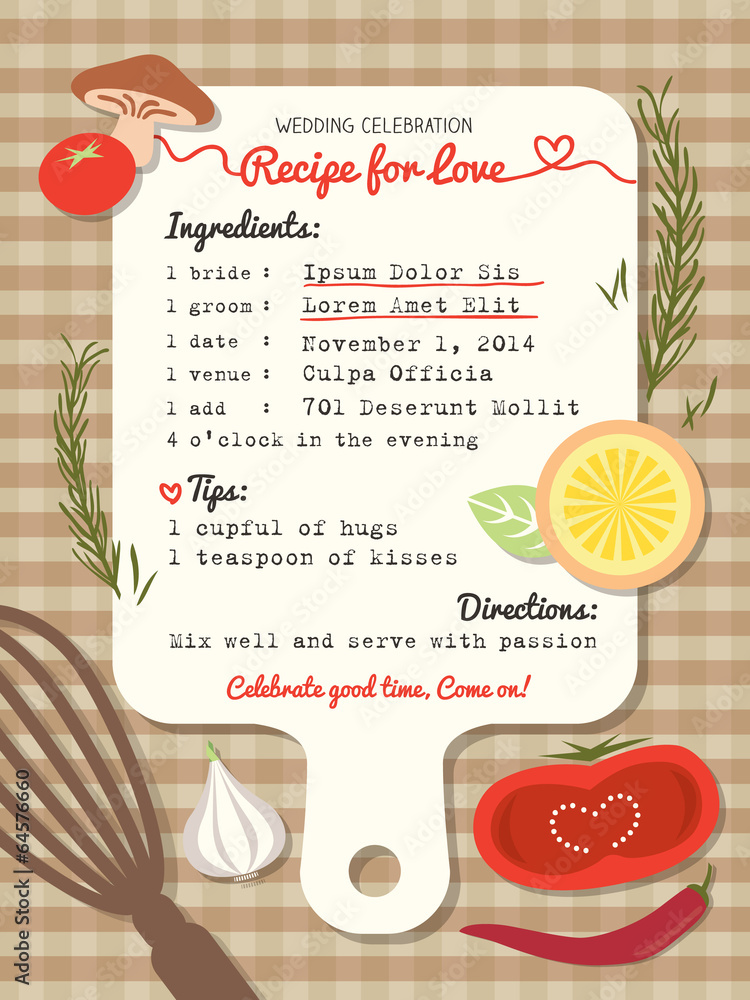 WEDDING CELEBRATION
Recipe for Love
Ingredients:
1 bride : Ipsum Dolor Sis
1 groom : Lorem Amet Elit
1 date : November 1, 2014
1 venue : Culpa Officia
1 add : 701 Deserunt Mollit
4 o'clock in the evening
Tips:
1 cupful of hugs
1 teaspoon of kisses
Directions:
Mix well and serve with passion
Celebrate good time, Come on!
Adobe Stock | #64576660